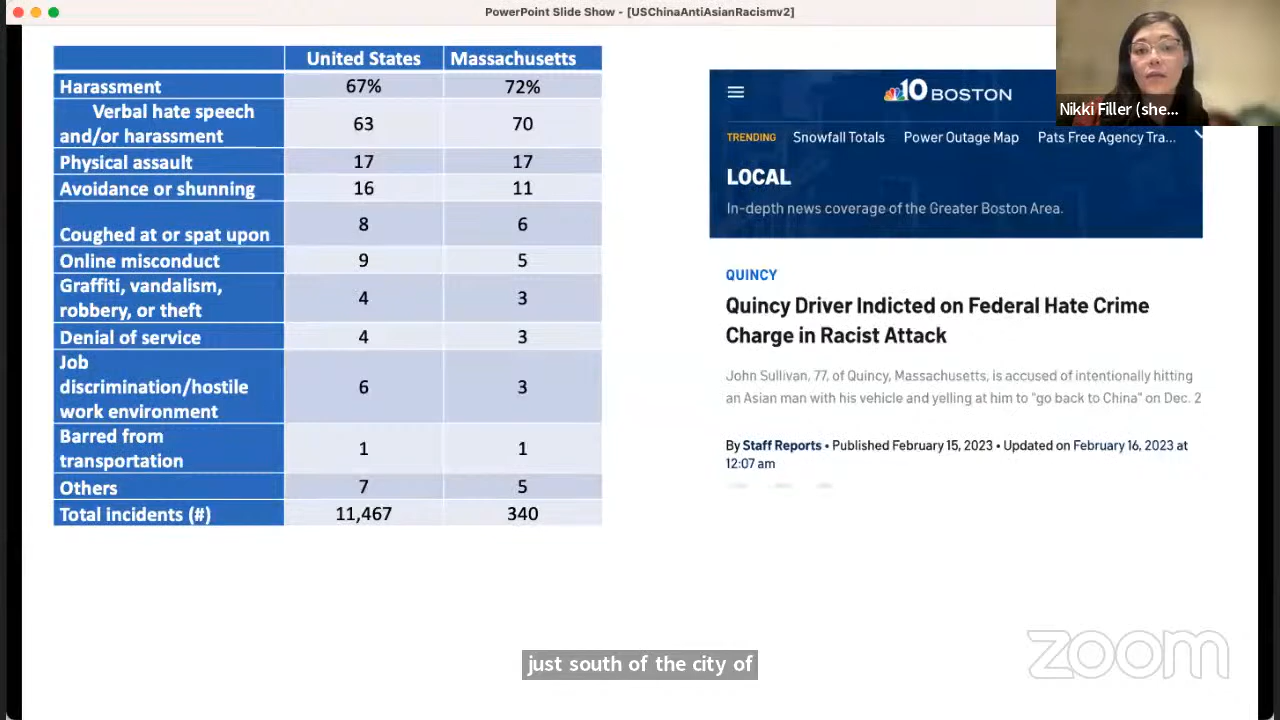 PowerPoint Slide Show - [USChinaAntiAsianRacismv2]
United States Massachusetts
Harassment 67% 72%
Verbal hate speech
and/or harassment 63 70
Physical assault 17 17
Avoidance or shunning 16 11
Coughed at or spat upon 8 6
Online misconduct 9 5
Graffiti, vandalism,
robbery, or theft 4 3
Denial of service 4 3
Job
discrimination/hostile 6 3
work environment
Barred from
transportation 1 1
Others 7 5
Total incidents (#) 11,467 340
10 BOSTON
TRENDING Snowfall Totals Power Outage Map Pats Free Agency Tra...
LOCAL
In-depth news coverage of the Greater Boston Area.
QUINCY
Quincy Driver Indicted on Federal Hate Crime
Charge in Racist Attack
John Sullivan, 77, of Quincy, Massachusetts, is accused of intentionally hitting
an Asian man with his vehicle and yelling at him to "go back to China" on Dec. 2
By Staff Reports • Published February 15, 2023 • Updated on February 16, 2023 at
12:07 am
Nikki Filler (she...
just south of the city of
zoom